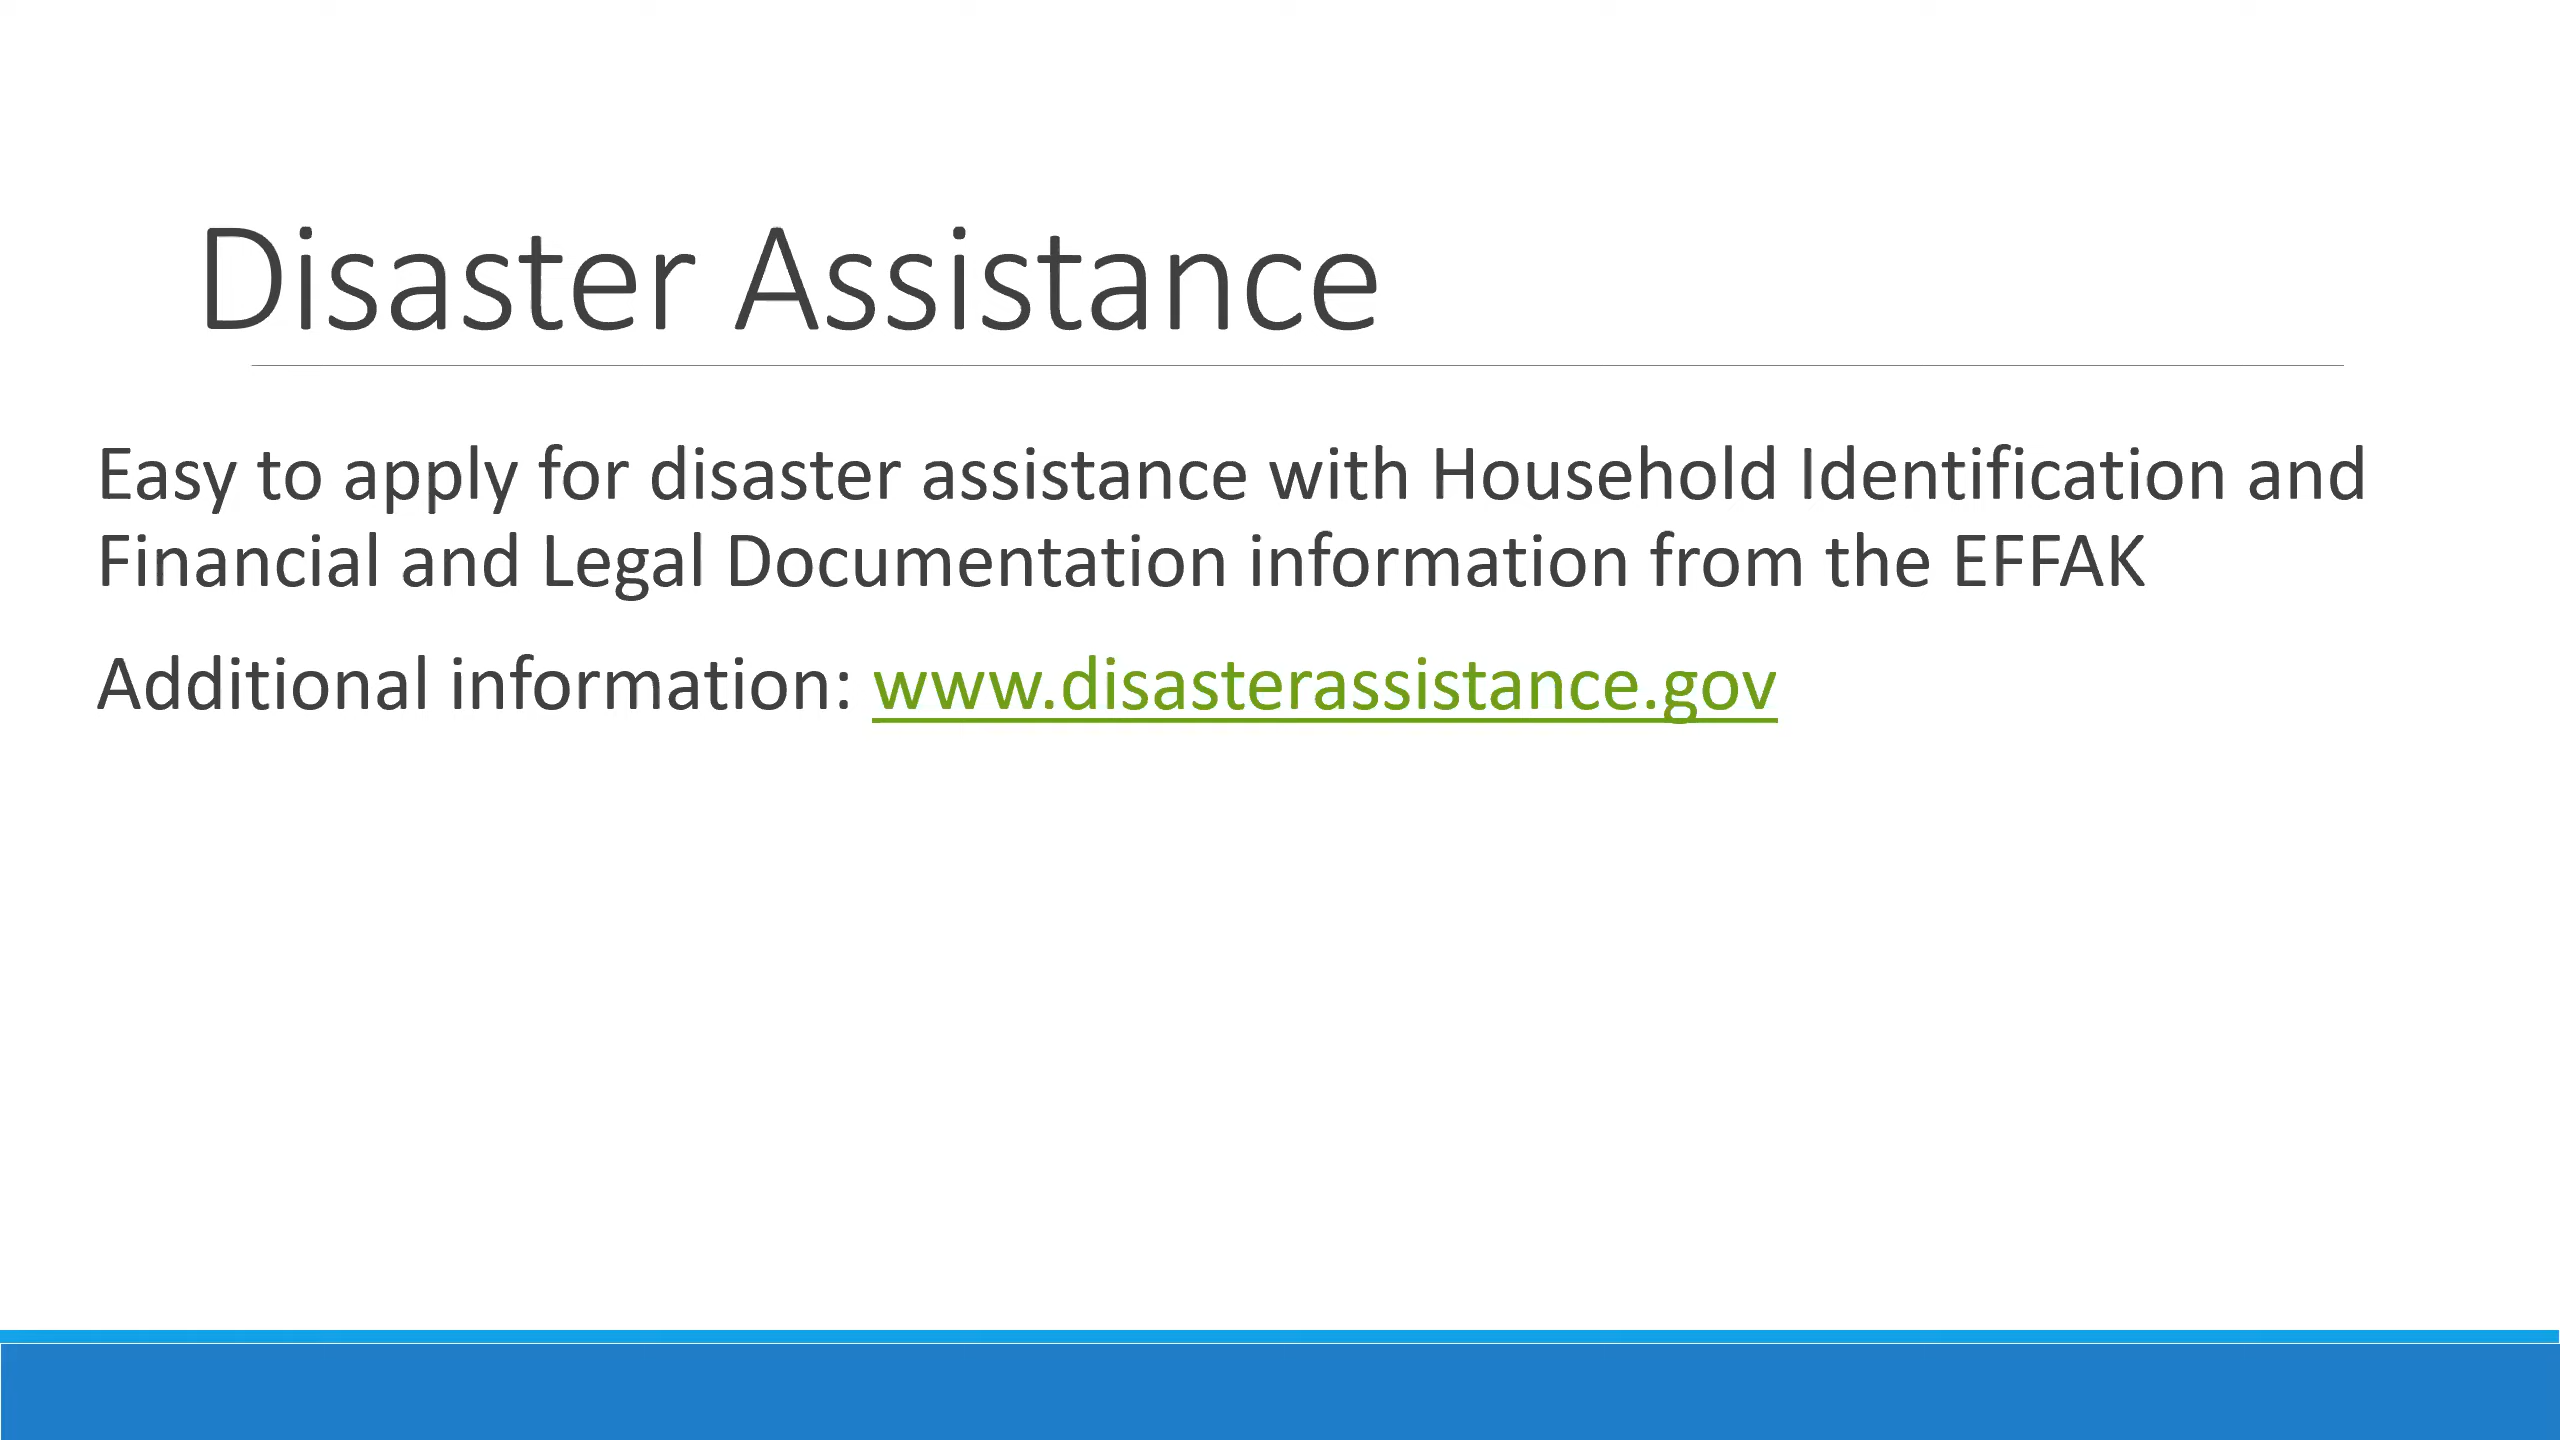 Disaster Assistance
Easy to apply for disaster assistance with Household Identification and
Financial and Legal Documentation information from the EFFAK
Additional information: www.disasterassistance.gov